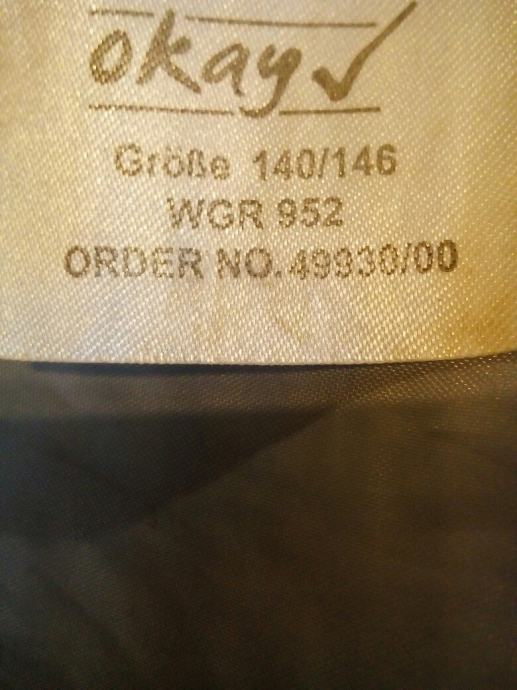 okay✓
Größe 140/146
WGR 952
ORDER NO. 49930/00